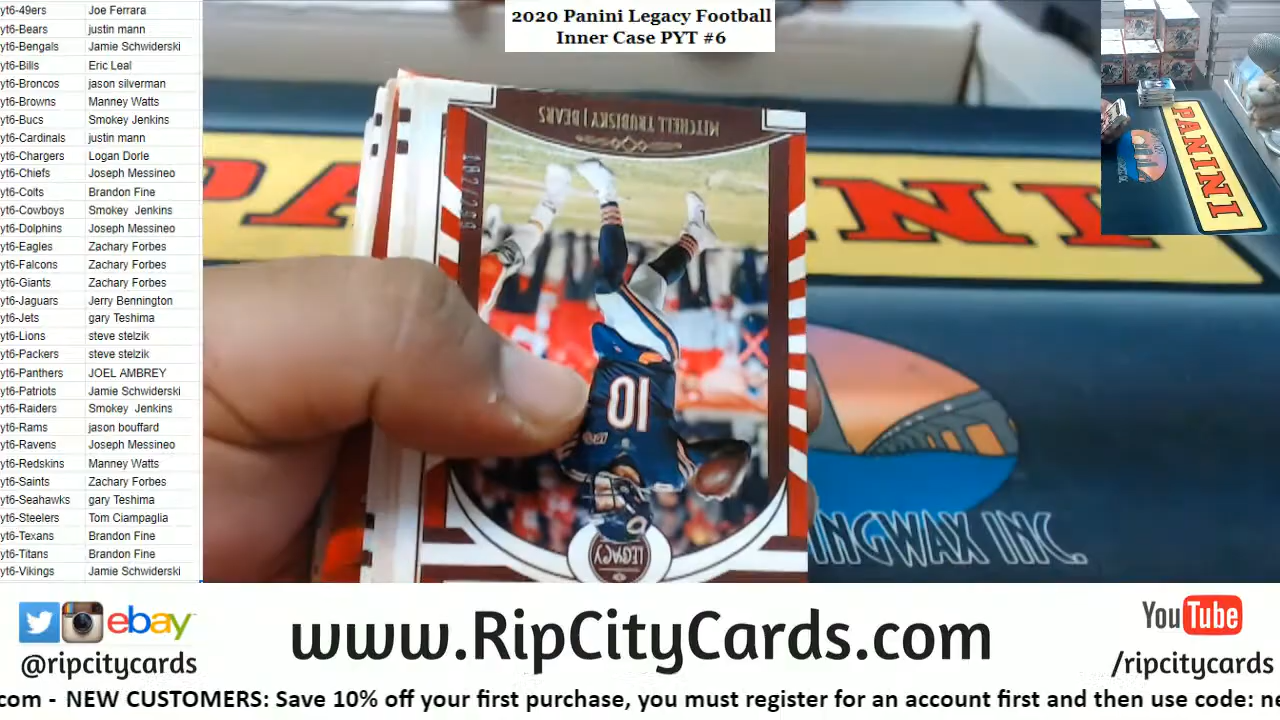 2020 Panini Legacy Football
Inner Case PYT #6
yt6-49ers Joe Ferrara
yt6-Bears justin mann
yt6-Bengals Jamie Schwiderski
yt6-Bills Eric Leal
yt6-Broncos jason silverman
yt6-Browns Manney Watts
yt6-Bucs Smokey Jenkins
yt6-Cardinals justin mann
yt6-Chargers Logan Dorle
yt6-Chiefs Joseph Messineo
yt6-Colts Brandon Fine
yt6-Cowboys Smokey Jenkins
yt6-Dolphins Joseph Messineo
yt6-Eagles Zachary Forbes
yt6-Falcons Zachary Forbes
yt6-Giants Zachary Forbes
yt6-Jaguars Jerry Bennington
yt6-Jets gary Teshima
yt6-Lions steve stelzik
yt6-Packers steve stelzik
yt6-Panthers JOEL AMBREY
yt6-Patriots Jamie Schwiderski
yt6-Raiders Smokey Jenkins
yt6-Rams jason bouffard
yt6-Ravens Joseph Messineo
yt6-Redskins Manney Watts
yt6-Saints Zachary Forbes
yt6-Seahawks gary Teshima
yt6-Steelers Tom Ciampaglia
yt6-Texans Brandon Fine
yt6-Titans Brandon Fine
yt6-Vikings Jamie Schwiderski
MITCHELL TRUBISKY | BEARS
10
LEGACY
PA
NINI
PANINI
INGWAX INC.
ebay
@ripcitycards
www.RipCityCards.com
YouTube
/ripcitycards
com - NEW CUSTOMERS: Save 10% off your first purchase, you must register for an account first and then use code: ne